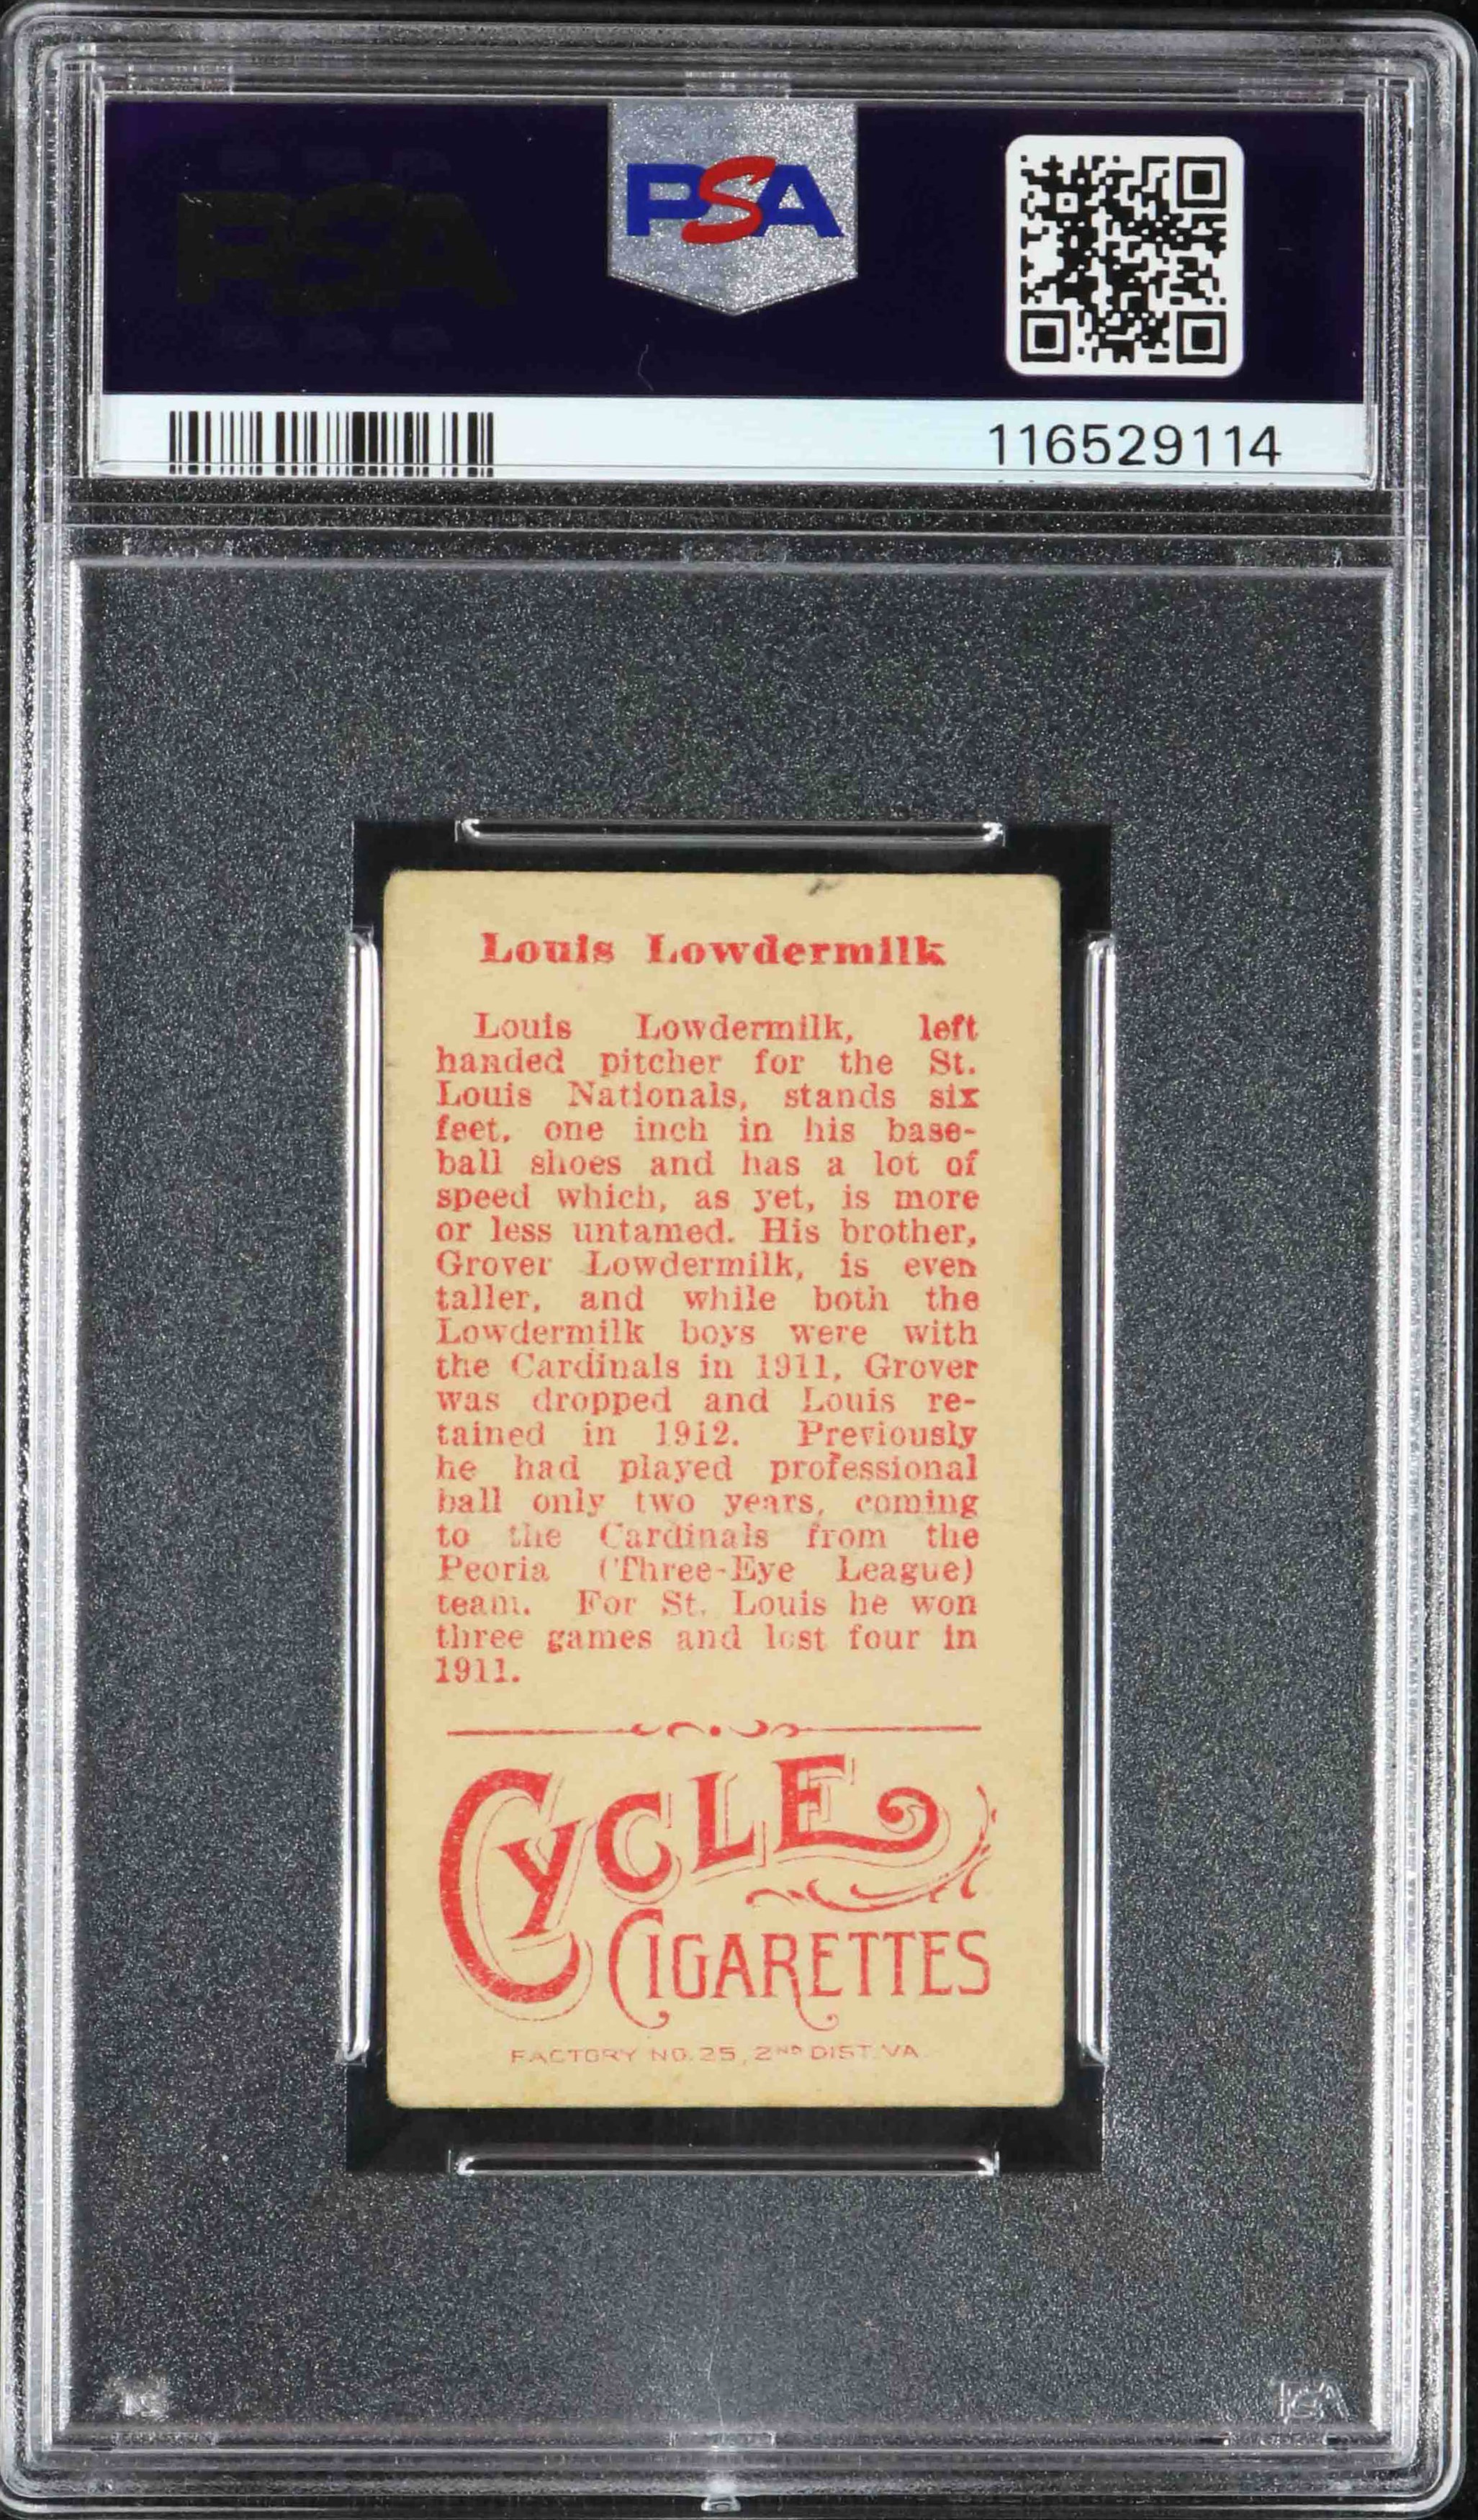 PSA
116529114
Louis Lowdermilk
Louis Lowdermilk, left
handed pitcher for the St.
Louis Nationals, stands six
feet, one inch in his base-
ball shoes and has a lot of
speed which, as yet, is more
or less untamed. His brother,
Grover Lowdermilk, is even
taller, and while both the
Lowdermilk boys were with
the Cardinals in 1911, Grover
was dropped and Louis re-
tained in 1912. Previously
he had played professional
ball only two years, coming
to the Cardinals from the
Peoria (Three-Eye League)
team. For St. Louis he won
three games and lost four in
1911.
CYCLE
CIGARETTES
FACTORY NO. 25, 2ND DIST. VA.